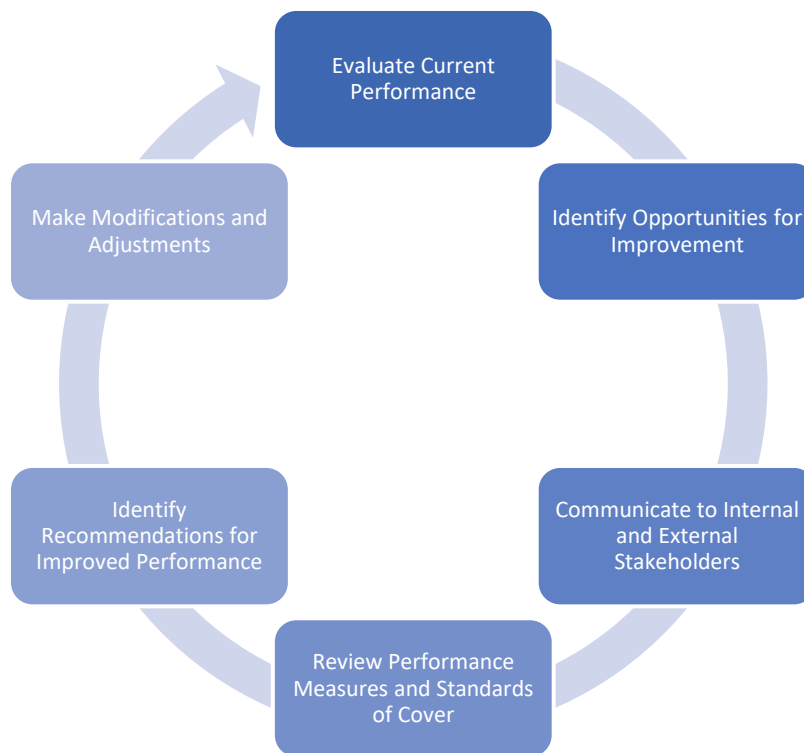 Evaluate Current
Performance
Identify Opportunities for
Improvement
Communicate to Internal
and External
Stakeholders
Review Performance
Measures and Standards
of Cover
Identify
Recommendations for
Improved Performance
Make Modifications and
Adjustments